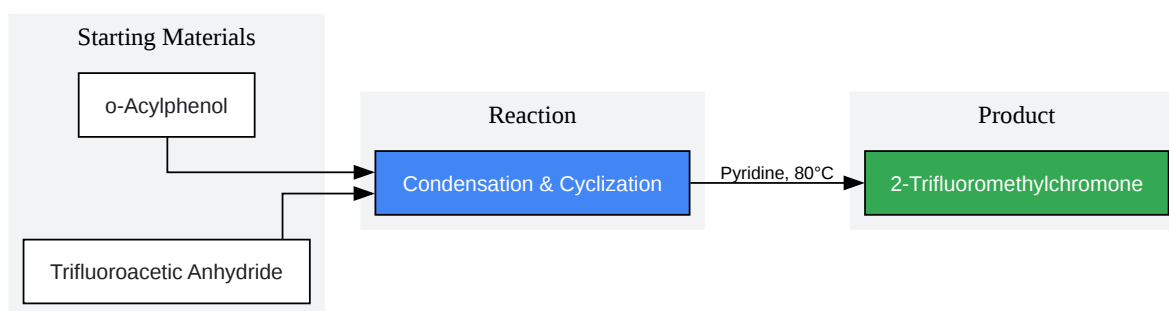 Starting Materials
o-Acylphenol
Trifluoroacetic Anhydride
Reaction
Condensation & Cyclization
Pyridine, 80°C
Product
2-Trifluoromethylchromone